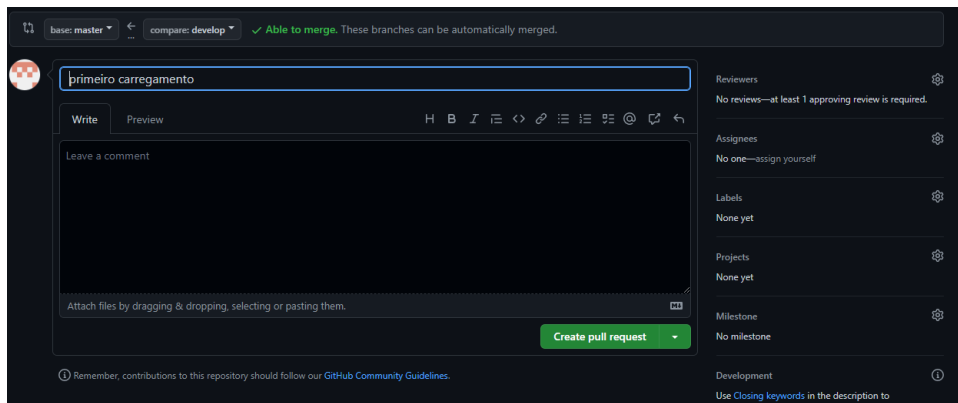 base: master ← ... compare: develop ✓ Able to merge. These branches can be automatically merged.
primeiro carregamento
Write Preview
Leave a comment
Attach files by dragging & dropping, selecting or pasting them.
Create pull request
Remember, contributions to this repository should follow our GitHub Community Guidelines.
Reviewers
No reviews—at least 1 approving review is required.
Assignees
No one—assign yourself
Labels
None yet
Projects
None yet
Milestone
No milestone
Development
Use Closing keywords in the description to